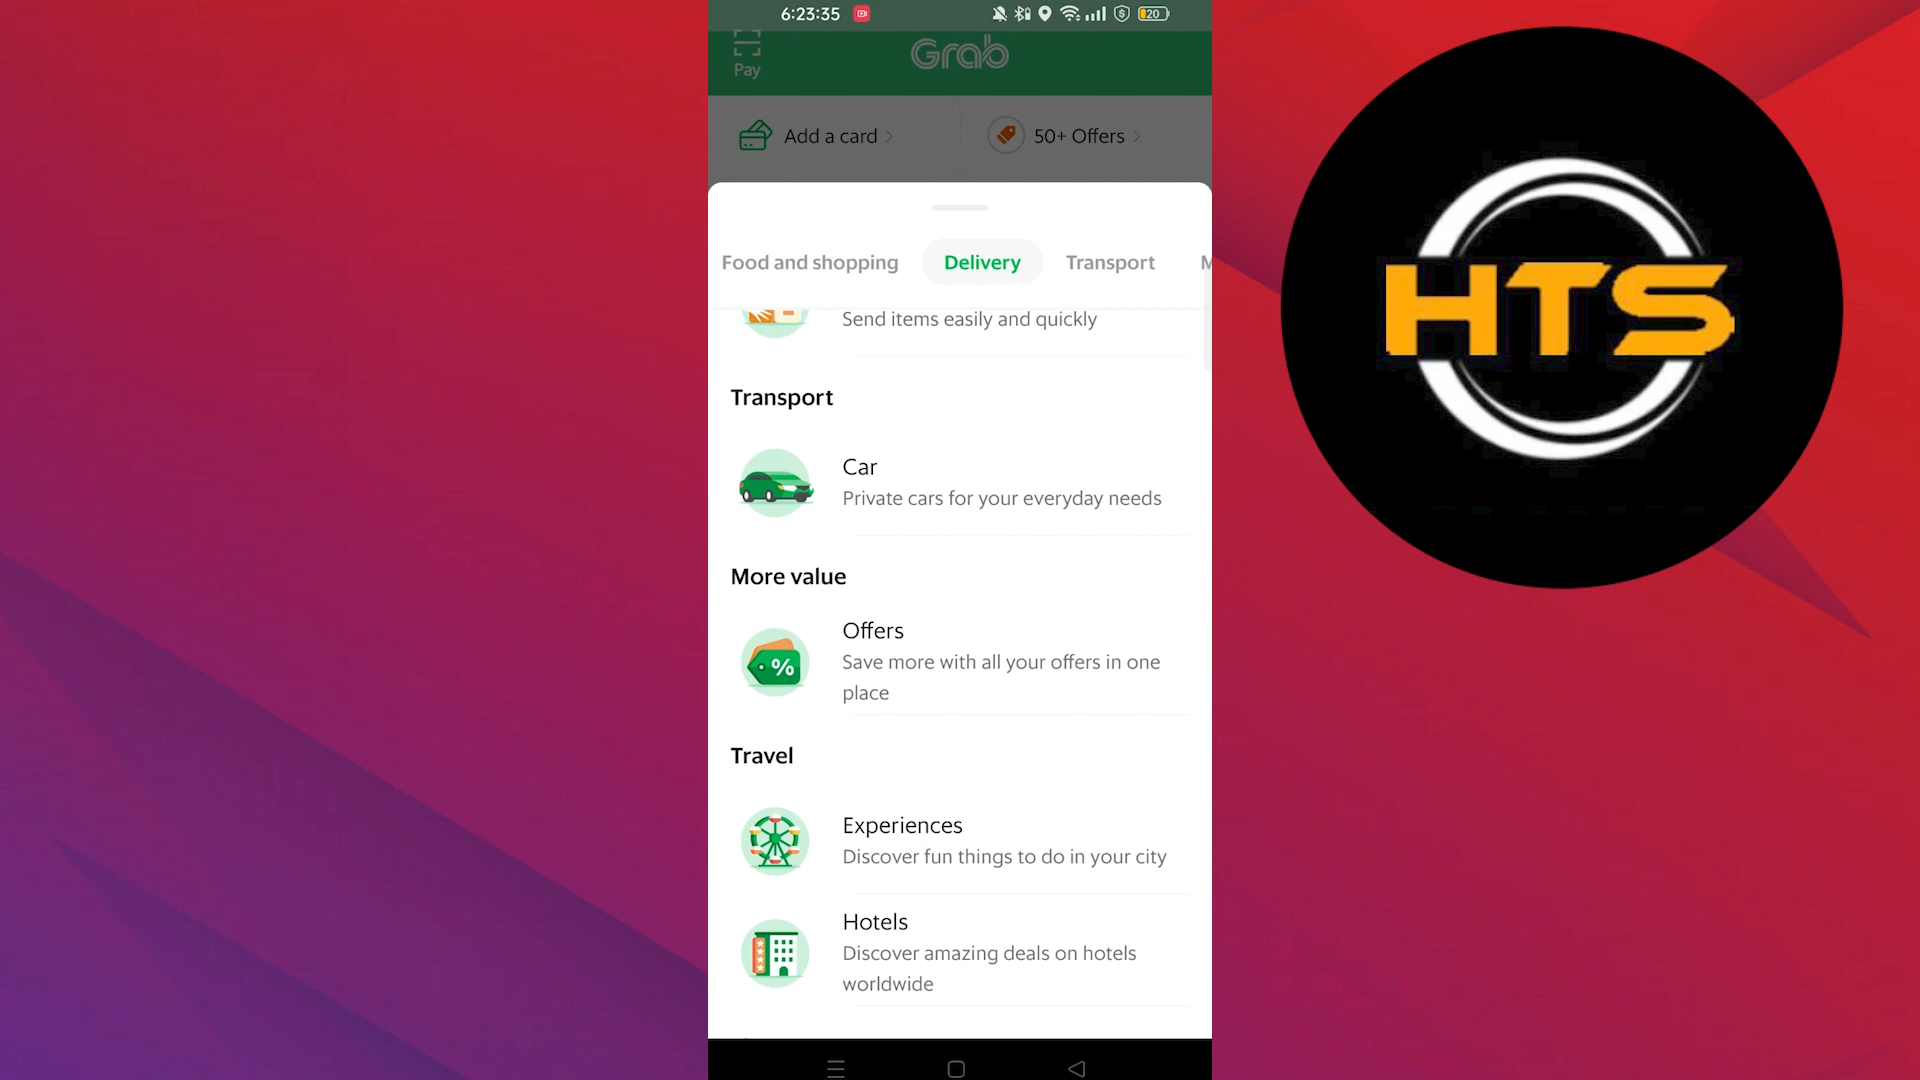 6:23:35
20
Pay
Grab
Add a card
50+ Offers
Food and shopping
Delivery
Transport
M
Send items easily and quickly
Transport
Car
Private cars for your everyday needs
More value
Offers
%
Save more with all your offers in one
place
Travel
Experiences
Discover fun things to do in your city
Hotels
Discover amazing deals on hotels
worldwide
HTS